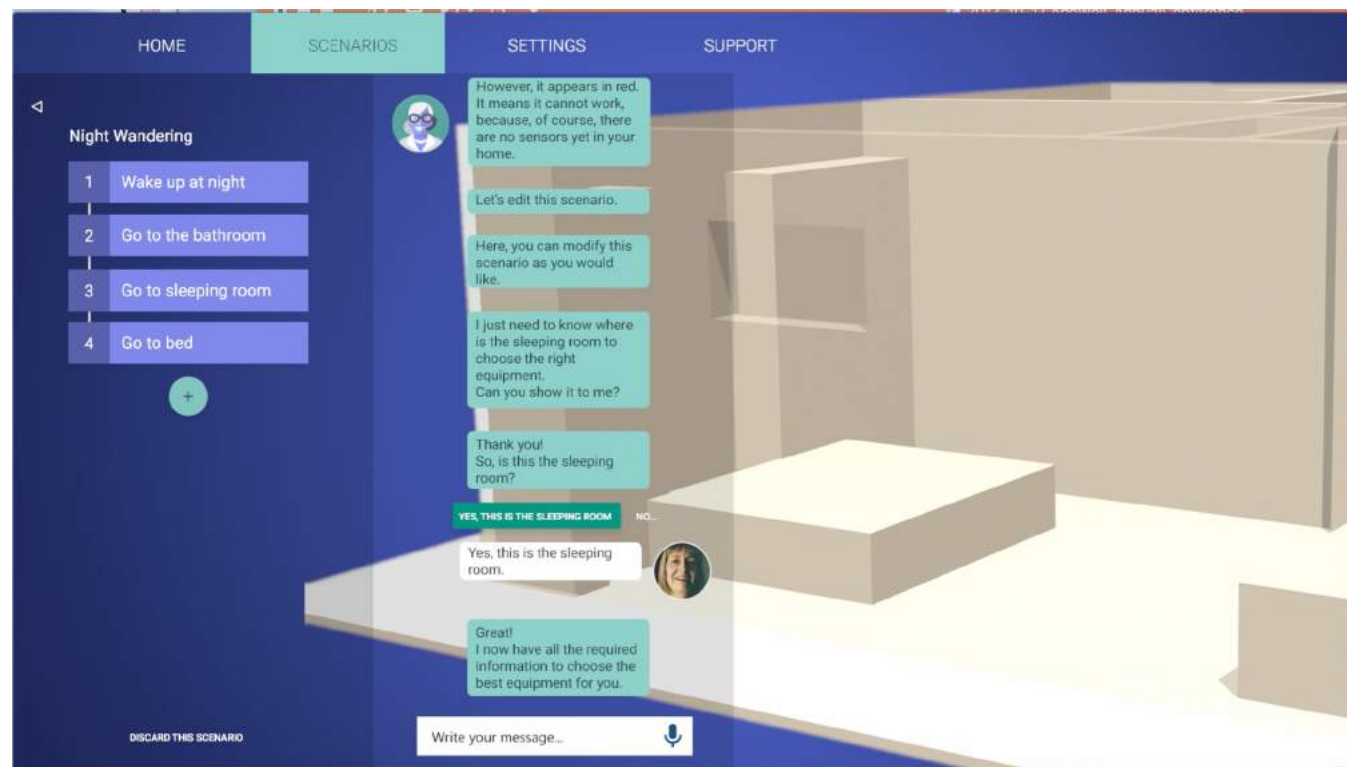 HOME
SCENARIOS
SETTINGS
SUPPORT
Night Wandering
1 Wake up at night
2 Go to the bathroom
3 Go to sleeping room
4 Go to bed
+
DISCARD THIS SCENARIO
However, it appears in red.
It means it cannot work,
because, of course, there
are no sensors yet in your
home.
Let's edit this scenario.
Here, you can modify this
scenario as you would
like.
I just need to know where
is the sleeping room to
choose the right
equipment.
Can you show it to me?
Thank you!
So, is this the sleeping
room?
YES, THIS IS THE SLEEPING ROOM
NO...
Yes, this is the sleeping
room.
Great!
I now have all the required
information to choose the
best equipment for you.
Write your message...